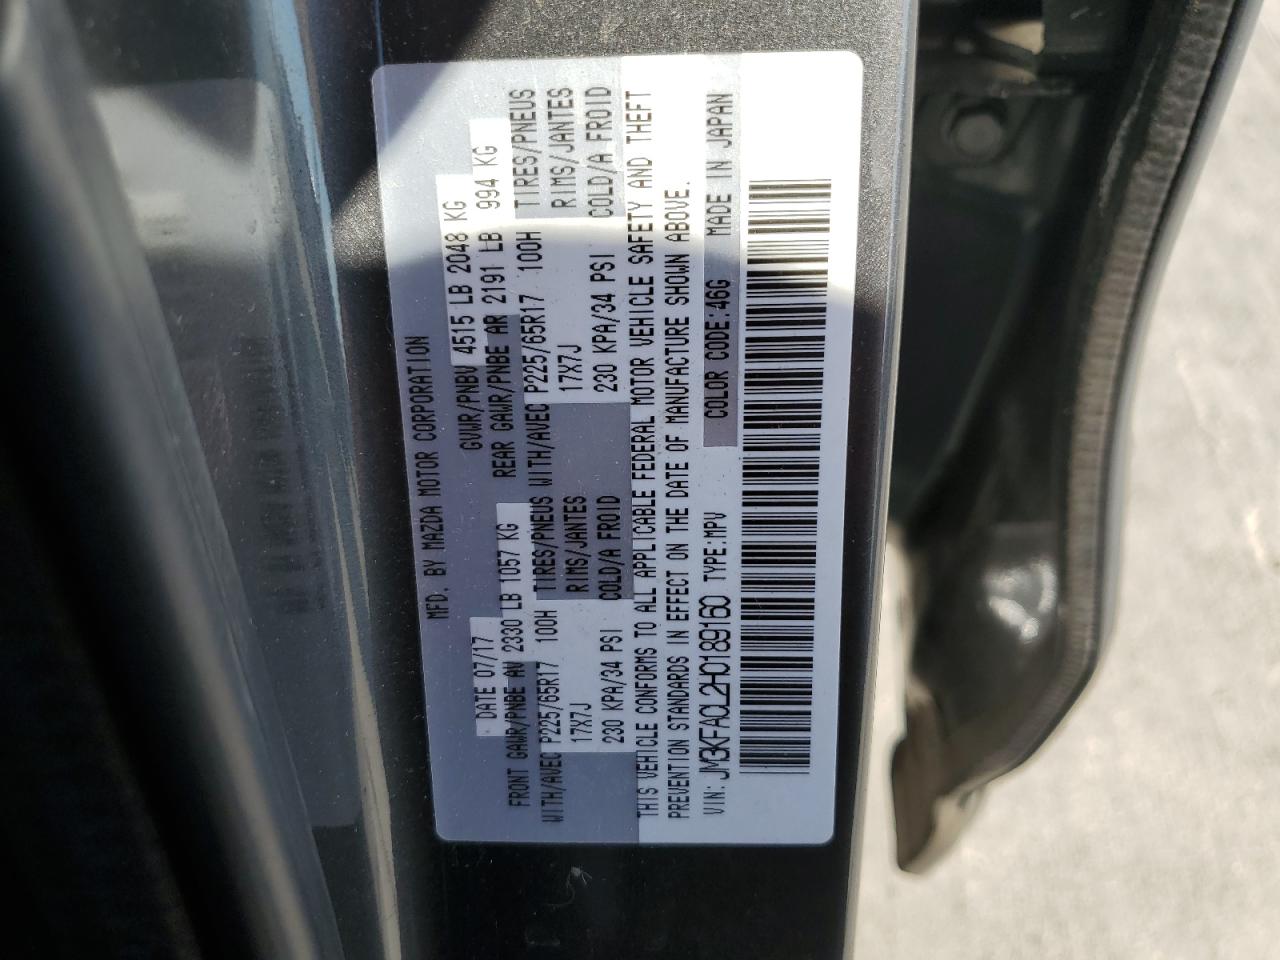 MFD. BY MAZDA MOTOR CORPORATION
DATE 07/17 GVWR/PNBV 4515 LB 2048 KG
FRONT GAWR/PNBE AV 2330 LB 1057 KG REAR GAWR/PNBE AR 2191 LB 994 KG
WITH/AVEC P225/65R17 100H TIRES/PNEUS WITH/AVEC P225/65R17 100H TIRES/PNEUS
17X7J RIMS/JANTES 17X7J RIMS/JANTES
230 KPA/34 PSI COLD/A FROID 230 KPA/34 PSI COLD/A FROID
THIS VEHICLE CONFORMS TO ALL APPLICABLE FEDERAL MOTOR VEHICLE SAFETY AND THEFT
PREVENTION STANDARDS IN EFFECT ON THE DATE OF MANUFACTURE SHOWN ABOVE.
VIN: JM3KFACL2H0189160 TYPE:MPV COLOR CODE:46G MADE IN JAPAN